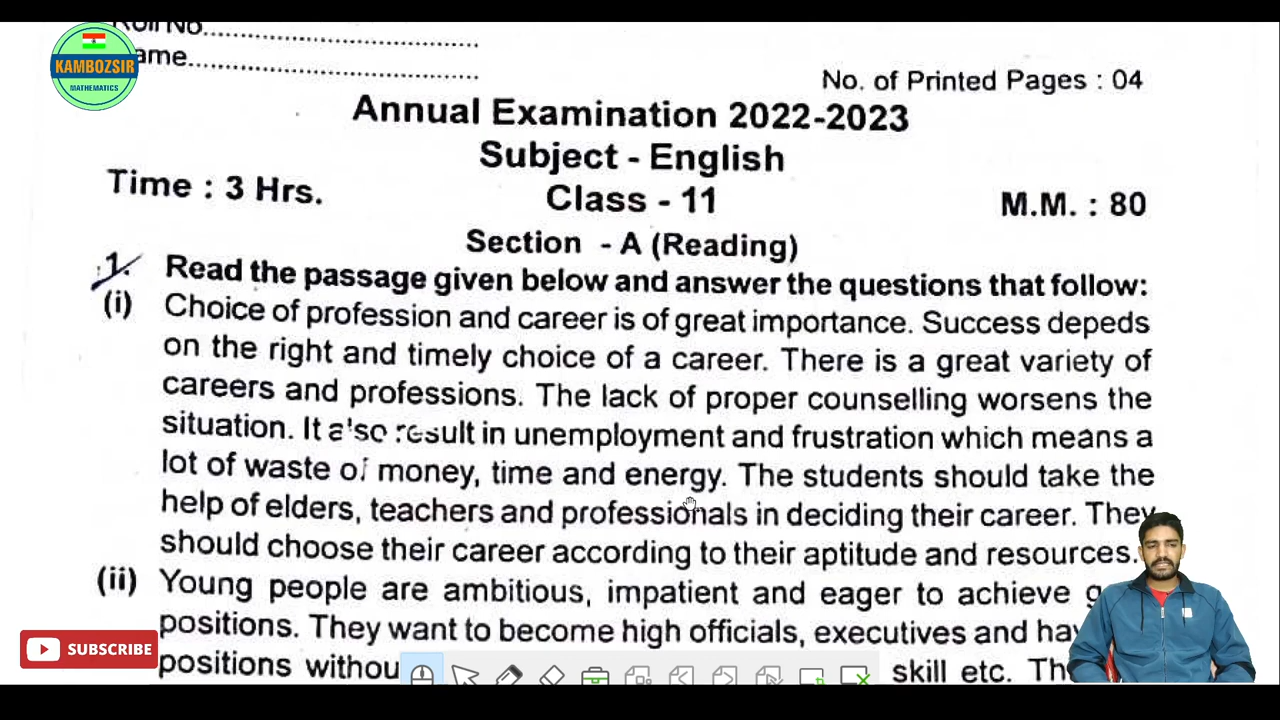 Roll No.
KAMBOZSIR
MATHEMATICS
ame
No. of Printed Pages : 04
Annual Examination 2022-2023
Subject - English
Time : 3 Hrs.
Class - 11
M.M. : 80
Section - A (Reading)
1. Read the passage given below and answer the questions that follow:
(i) Choice of profession and career is of great importance. Success depeds
on the right and timely choice of a career. There is a great variety of
careers and professions. The lack of proper counselling worsens the
situation. It also result in unemployment and frustration which means a
lot of waste of money, time and energy. The students should take the
help of elders, teachers and professionals in deciding their career. They
should choose their career according to their aptitude and resources.
(ii) Young people are ambitious, impatient and eager to achieve g
positions. They want to become high officials, executives and ha
SUBSCRIBE
positions withou skill etc. Th